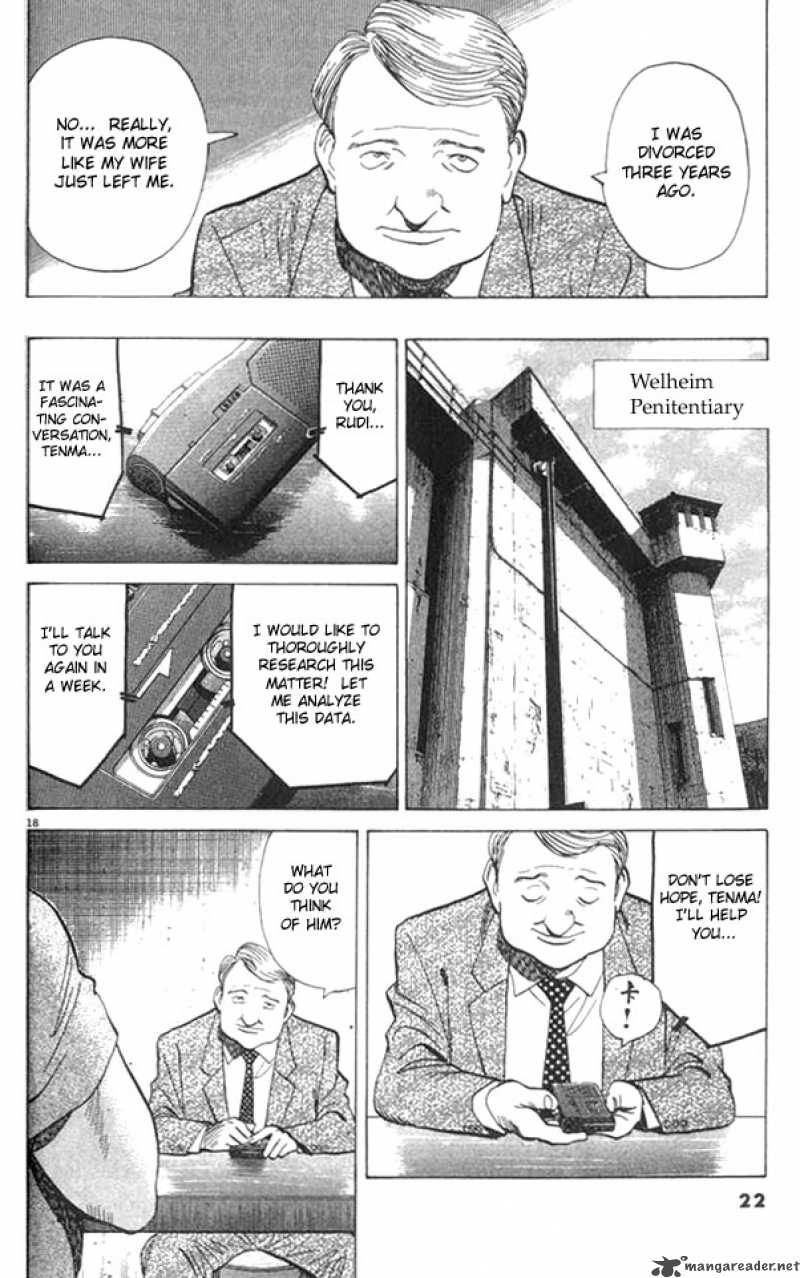 I WAS
DIVORCED
THREE YEARS
AGO.
NO... REALLY,
IT WAS MORE
LIKE MY WIFE
JUST LEFT ME.
Welheim
Penitentiary
THANK
YOU,
RUDI...
IT WAS A
FASCINA-
TING CON-
VERSATION,
TENMA...
I WOULD LIKE TO
THOROUGHLY
RESEARCH THIS
MATTER! LET
ME ANALYZE
THIS DATA.
I'LL TALK
TO YOU
AGAIN IN
A WEEK.
18
DON'T LOSE
HOPE, TENMA!
I'LL HELP
YOU...
WHAT
DO YOU
THINK
OF HIM?
22
mangareader.net